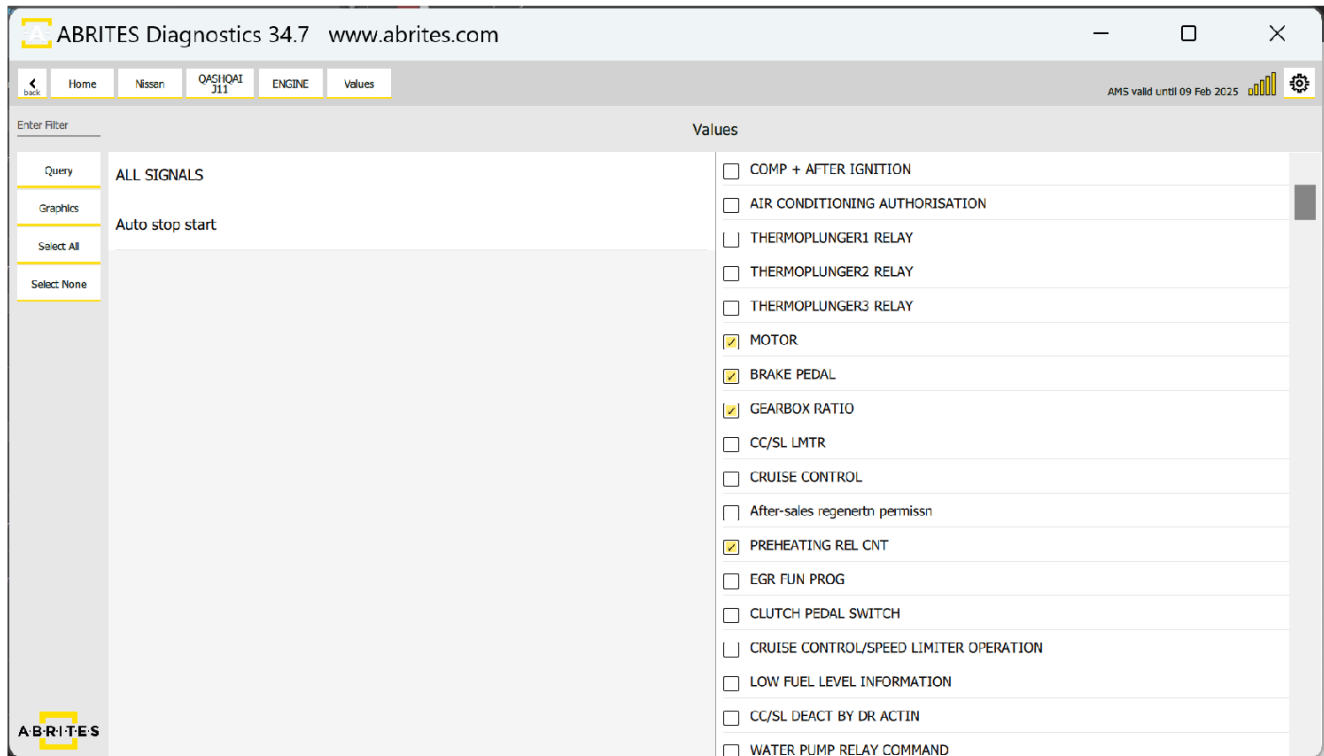 ABRITES Diagnostics 34.7 www.abrites.com
back
Home
Nissan
QASHQAI
J11
ENGINE
Values
AMS valid until 09 Feb 2025
Enter Filter
Values
Query
Graphics
Select All
Select None
ALL SIGNALS
Auto stop start
COMP + AFTER IGNITION
AIR CONDITIONING AUTHORISATION
THERMOPLUNGER1 RELAY
THERMOPLUNGER2 RELAY
THERMOPLUNGER3 RELAY
MOTOR
BRAKE PEDAL
GEARBOX RATIO
CC/SL LMTR
CRUISE CONTROL
After-sales regenertn permissn
PREHEATING REL CNT
EGR FUN PROG
CLUTCH PEDAL SWITCH
CRUISE CONTROL/SPEED LIMITER OPERATION
LOW FUEL LEVEL INFORMATION
CC/SL DEACT BY DR ACTIN
WATER PUMP RELAY COMMAND
A·B·R·I·T·E·S